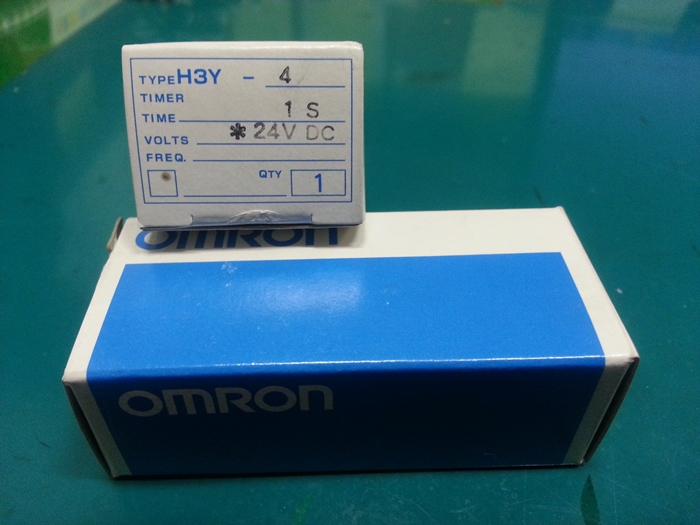 TYPE H3Y - 4
TIMER
TIME 1 S
VOLTS *24V DC
FREQ.
QTY 1
OMRON
OMRON